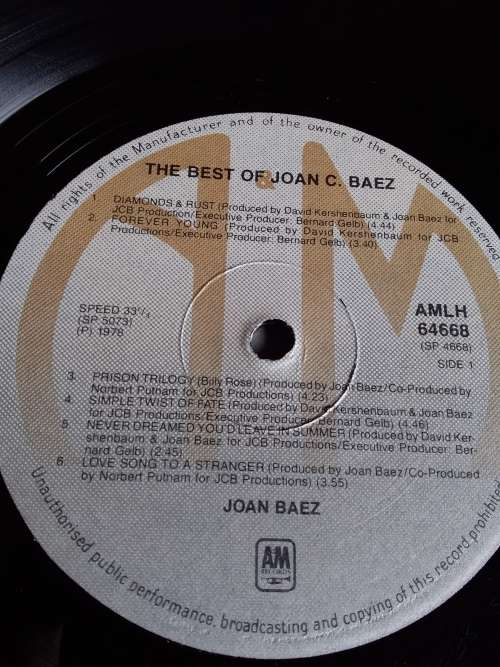 All rights of the Manufacturer and of the owner of the recorded work reserved
THE BEST OF JOAN C. BAEZ
1. DIAMONDS & RUST (Produced by David Kershenbaum & Joan Baez for
JCB Production/Executive Producer: Bernard Gelb) (4.44)
2. FOREVER YOUNG (Produced by David Kershenbaum for JCB
Productions/Executive Producer: Bernard Gelb) (3.40)
SPEED 33⅓
(SP 5073)
(P) 1978
AMLH
64668
(SP 4668)
SIDE 1
3. PRISON TRILOGY (Billy Rose) (Produced by Joan Baez/Co-Produced by
Norbert Putnam for JCB Productions) (4.23)
4. SIMPLE TWIST OF FATE (Produced by David Kershenbaum & Joan Baez
for JCB Productions/Executive Producer: Bernard Gelb) (4.46)
5 NEVER DREAMED YOU'D LEAVE IN SUMMER (Produced by David Ker-
shenbaum & Joan Baez for JCB Productions/Executive Producer: Ber-
nard Gelb) (2.45)
6. LOVE SONG TO A STRANGER (Produced by Joan Baez/Co-Produced
by Norbert Putnam for JCB Productions) (3.55)
JOAN BAEZ
AM
RECORDS
Unauthorised public performance, broadcasting and copying of this record prohibited